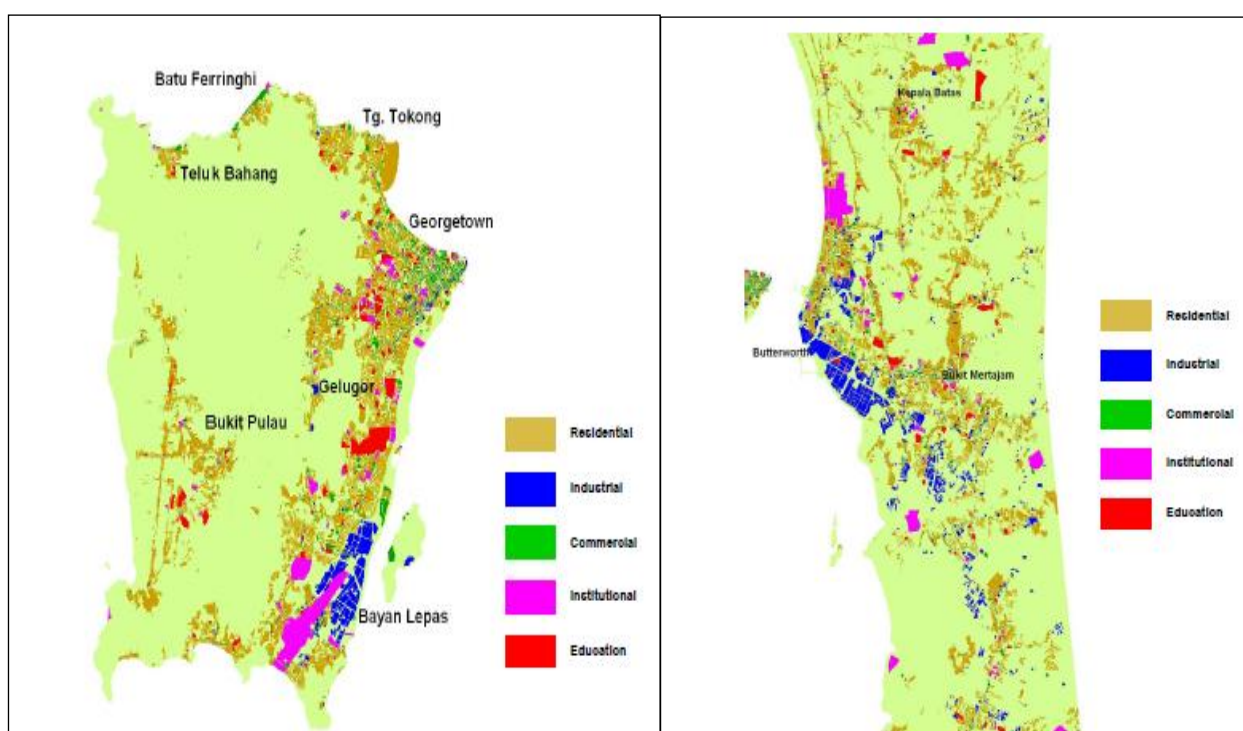 Batu Ferringhi
Tg. Tokong
Teluk Bahang
Georgetown
Gelugor
Bukit Pulau
Bayan Lepas
Residential
Industrial
Commercial
Institutional
Education
Kepala Batas
Butterworth
Bukit Mertajam
Residential
Industrial
Commercial
Institutional
Education